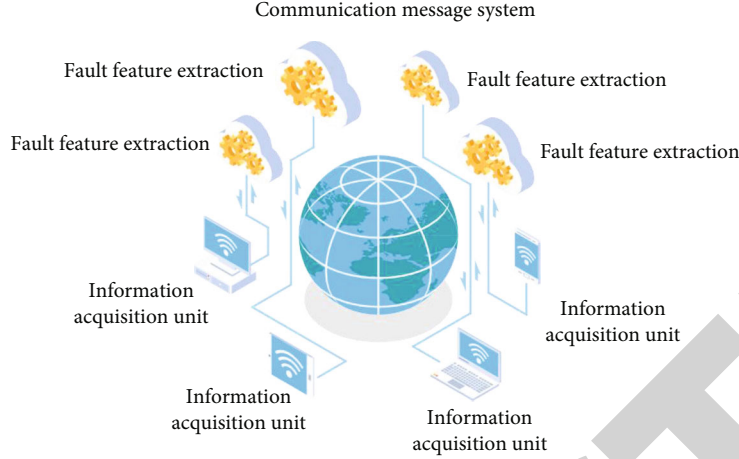 Communication message system
Fault feature extraction
Fault feature extraction
Fault feature extraction
Fault feature extraction
Information
acquisition unit
Information
acquisition unit
Information
acquisition unit
Information
acquisition unit